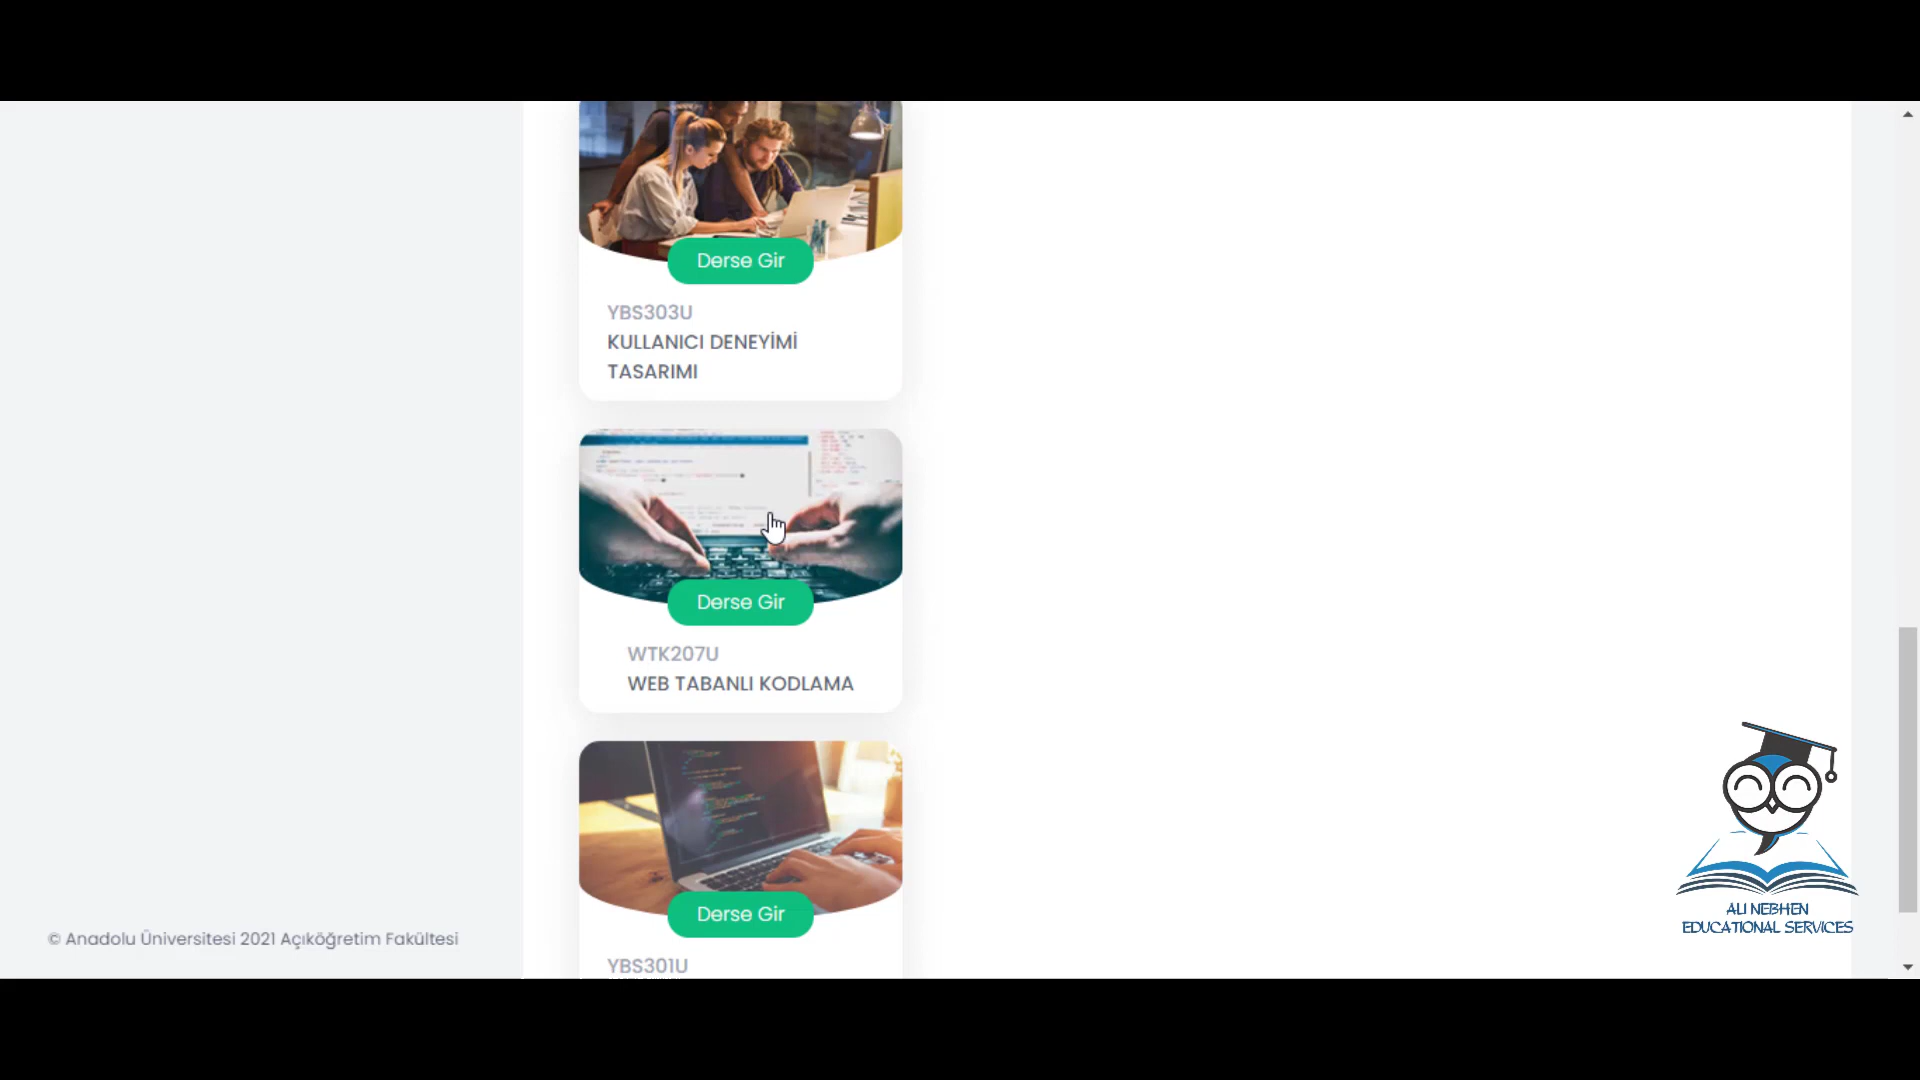 Derse Gir
YBS303U
KULLANICI DENEYİMİ
TASARIMI
Derse Gir
WTK207U
WEB TABANLI KODLAMA
Derse Gir
YBS301U
© Anadolu Üniversitesi 2021 Açıköğretim Fakültesi
ALI NEBHEN
EDUCATIONAL SERVICES